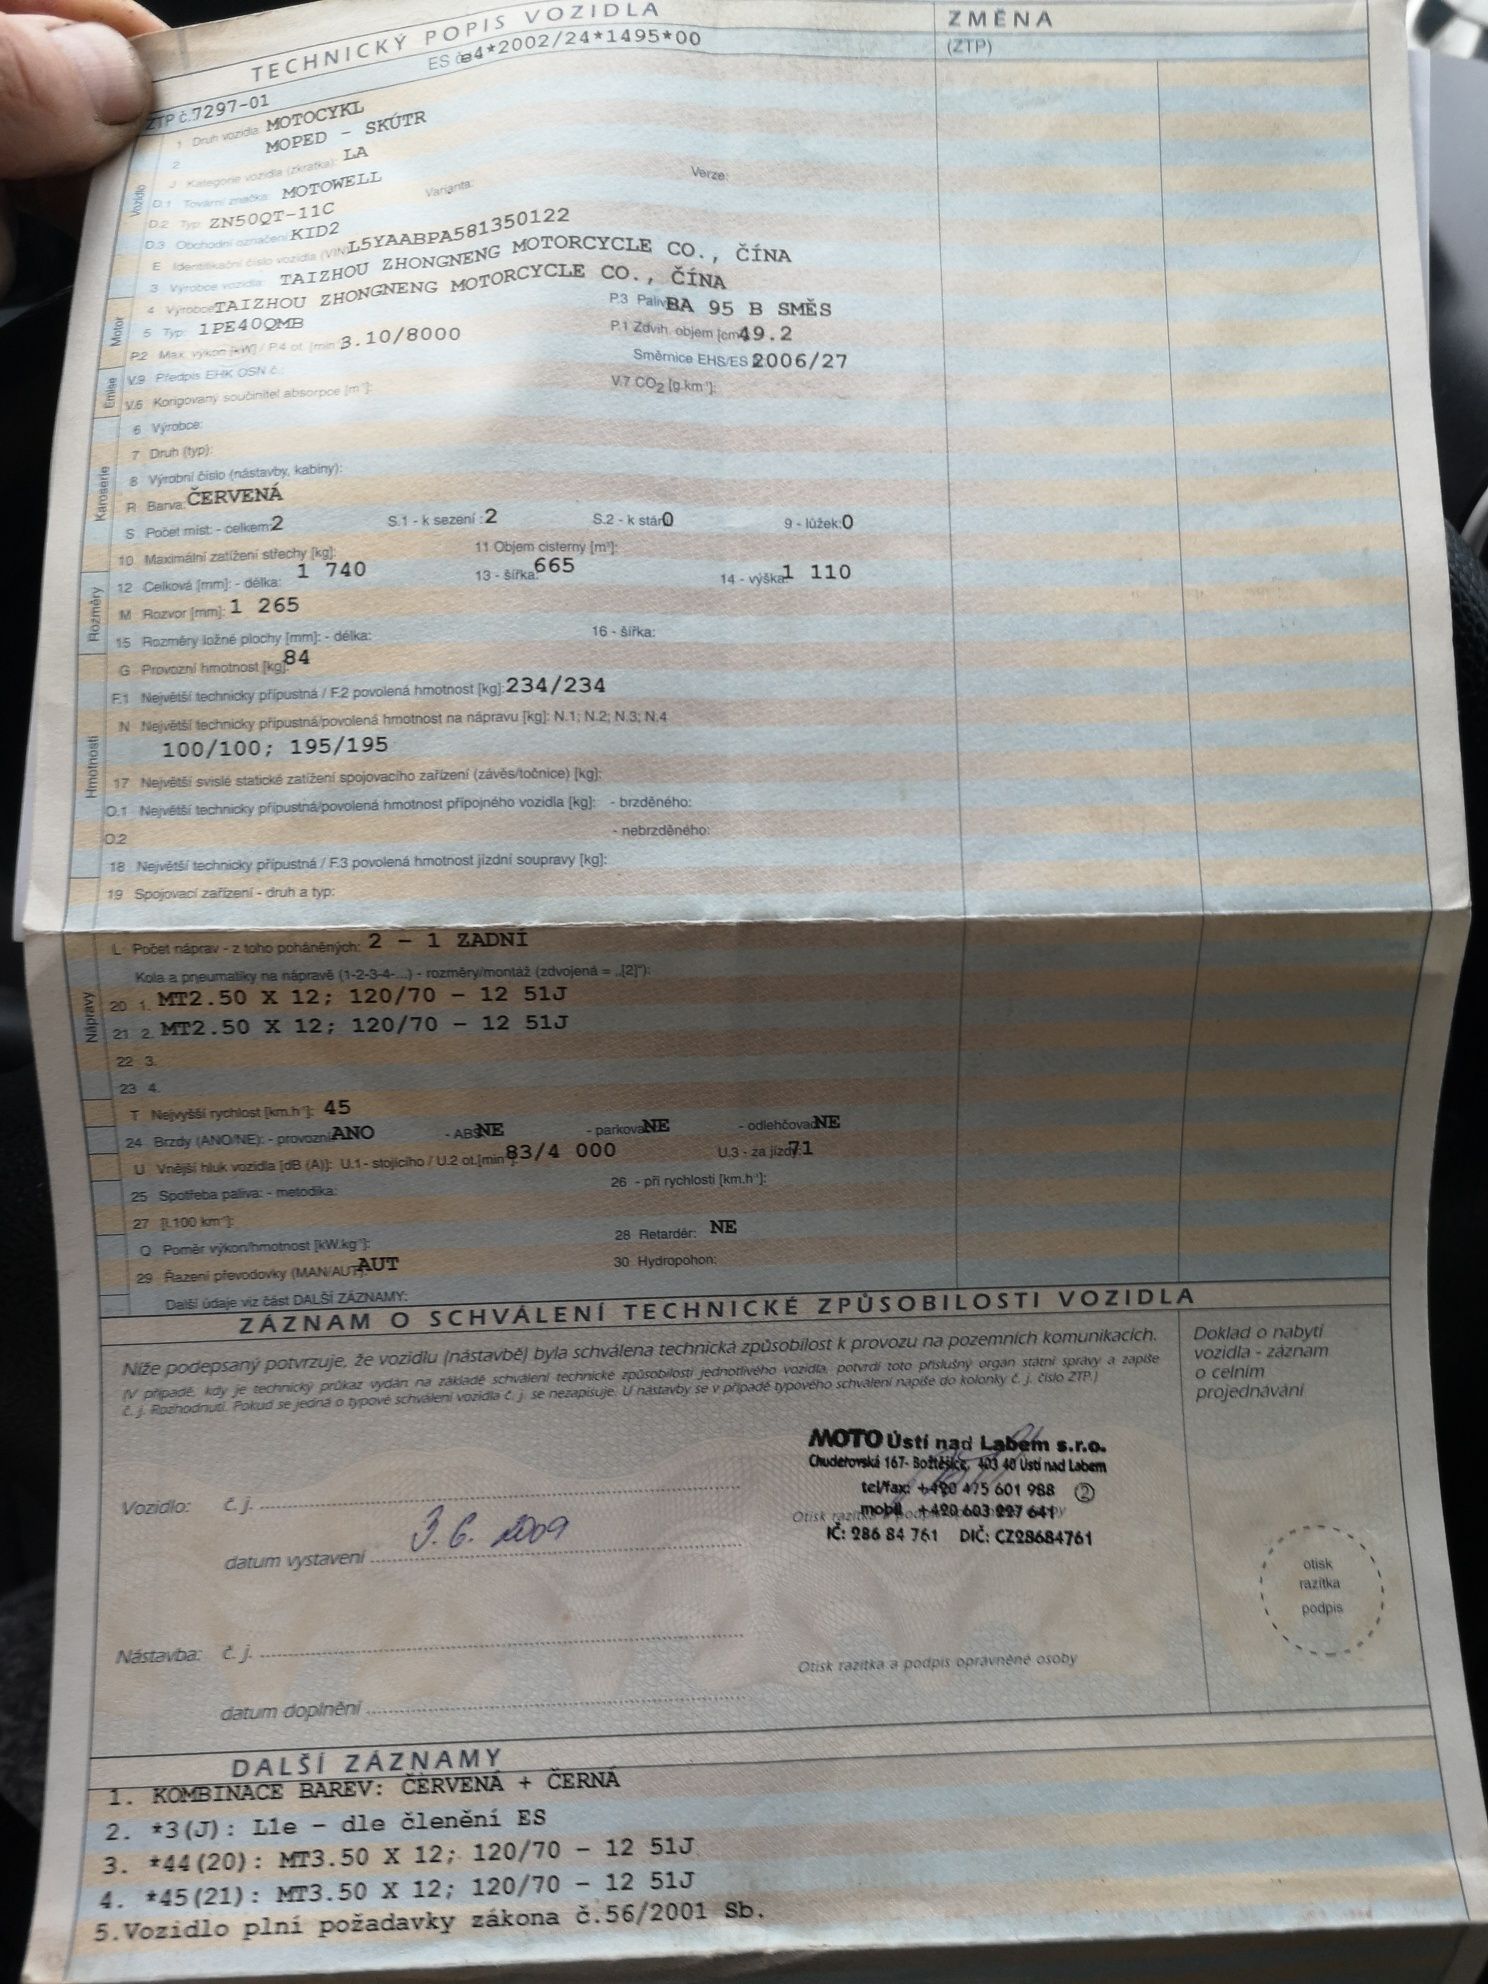 TECHNICKÝ POPIS VOZIDLA
ZMĚNA
(ZTP)
ES č. e4*2002/24*1495*00
ZTP č. 7297-01
Vozidlo
1 Druh vozidla: MOTOCYKL
2 MOPED - SKÚTR
J Kategorie vozidla (zkratka): LA
D.1 Tovární značka: MOTOWELL
D.2 Typ: ZN50QT-11C Varianta: Verze:
D.3 Obchodní označení: KID2
E Identifikační číslo vozidla (VIN): L5YAABPA581350122
3 Výrobce vozidla: TAIZHOU ZHONGNENG MOTORCYCLE CO., ČÍNA
Motor
4 Výrobce: TAIZHOU ZHONGNENG MOTORCYCLE CO., ČÍNA
5 Typ: 1PE40QMB P.3 Palivo: BA 95 B SMĚS
P.2 Max. výkon [kW] / P.4 ot. [min⁻¹]: 3.10/8000 P.1 Zdvih. objem [cm³]: 49.2
Emise
V.9 Předpis EHK OSN č.: Směrnice EHS/ES č. 2006/27
V.6 Korigovaný součinitel absorpce [m⁻¹]: V.7 CO₂ [g.km⁻¹]:
Karoserie
6 Výrobce:
7 Druh (typ):
8 Výrobní číslo (nástavby, kabiny):
R Barva: ČERVENÁ
S Počet míst: - celkem: 2 S.1 - k sezení: 2 S.2 - k stání: 0 9 - lůžek: 0
10 Maximální zatížení střechy [kg]: 11 Objem cisterny [m³]:
Rozměry
12 Celková [mm]: - délka: 1 740 13 - šířka: 665 14 - výška: 1 110
M Rozvor [mm]: 1 265
15 Rozměry ložné plochy [mm]: - délka: 16 - šířka:
Hmotnosti
G Provozní hmotnost [kg]: 84
F.1 Největší technicky přípustná / F.2 povolená hmotnost [kg]: 234/234
N Největší technicky přípustná/povolená hmotnost na nápravu [kg]: N.1; N.2; N.3; N.4
100/100; 195/195
17 Největší svislé statické zatížení spojovacího zařízení (závěs/točnice) [kg]:
O.1 Největší technicky přípustná/povolená hmotnost přípojného vozidla [kg]: - brzděného:
O.2 - nebrzděného:
18 Největší technicky přípustná / F.3 povolená hmotnost jízdní soupravy [kg]:
19 Spojovací zařízení - druh a typ:
Nápravy
L Počet náprav - z toho poháněných: 2 - 1 ZADNÍ
Kola a pneumatiky na nápravě (1-2-3-4-...) - rozměry/montáž (zdvojená = „[2]"):
20 1. MT2.50 X 12; 120/70 - 12 51J
21 2. MT2.50 X 12; 120/70 - 12 51J
22 3.
23 4.
T Nejvyšší rychlost [km.h⁻¹]: 45
24 Brzdy (ANO/NE): - provozní: ANO - ABS: NE - parkovací: NE - odlehčovací: NE
U Vnější hluk vozidla [dB (A)]: U.1- stojícího / U.2 ot.[min⁻¹]: 83/4 000 U.3 - za jízdy: 71
25 Spotřeba paliva: - metodika: 26 - při rychlosti [km.h⁻¹]:
27 [l.100 km⁻¹]:
Q Poměr výkon/hmotnost [kW.kg⁻¹]: 28 Retardér: NE
29 Řazení převodovky (MAN/AUT): AUT 30 Hydropohon:
Další údaje viz část DALŠÍ ZÁZNAMY:
ZÁZNAM O SCHVÁLENÍ TECHNICKÉ ZPŮSOBILOSTI VOZIDLA
Níže podepsaný potvrzuje, že vozidlu (nástavbě) byla schválena technická způsobilost k provozu na pozemních komunikacích.
(V případě, kdy je technický průkaz vydán na základě schválení technické způsobilosti jednotlivého vozidla, potvrdí toto příslušný orgán státní správy a zapíše
č. j. Rozhodnutí. Pokud se jedná o typové schválení vozidla č. j. se nezapisuje. U nástavby se v případě typového schválení napíše do kolonky č. j. číslo ZTP.)
Doklad o nabytí
vozidla - záznam
o celním
projednávání
MOTO Ústí nad Labem s.r.o.
Chuderovská 167- Božtěšice, 403 40 Ústí nad Labem
tel/fax: +420 475 601 988 2
mobil +420 603 227 641
IČ: 286 84 761 DIČ: CZ28684761
Vozidlo: č. j.
datum vystavení 3. 6. 2009
otisk
razítka
podpis
Nástavba: č. j.
Otisk razítka a podpis oprávněné osoby
datum doplnění
DALŠÍ ZÁZNAMY
1. KOMBINACE BAREV: ČERVENÁ + ČERNÁ
2. *3(J): L1e - dle členění ES
3. *44(20): MT3.50 X 12; 120/70 - 12 51J
4. *45(21): MT3.50 X 12; 120/70 - 12 51J
5.Vozidlo plní požadavky zákona č.56/2001 Sb.